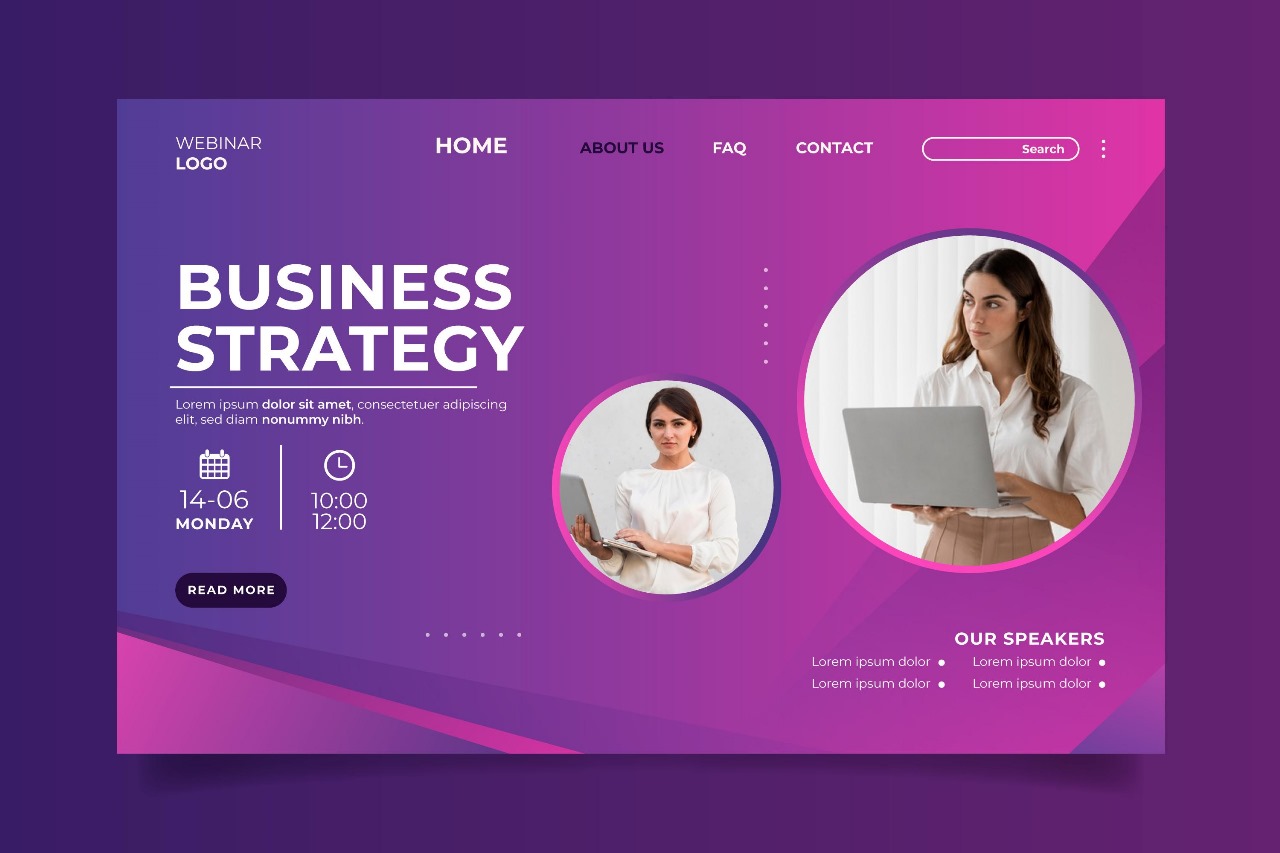 WEBINAR
LOGO
HOME
ABOUT US
FAQ
CONTACT
Search
BUSINESS
STRATEGY
Lorem ipsum dolor sit amet, consectetuer adipiscing
elit, sed diam nonummy nibh.
14-06
MONDAY
10:00
12:00
READ MORE
OUR SPEAKERS
Lorem ipsum dolor
Lorem ipsum dolor
Lorem ipsum dolor
Lorem ipsum dolor